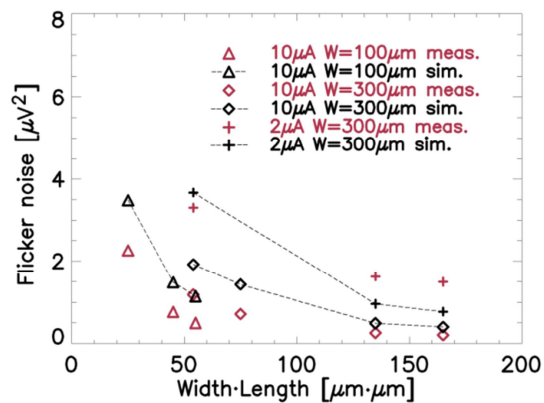 8
6
4
2
0
Flicker noise [μV²]
10μA W=100μm meas.
10μA W=100μm sim.
10μA W=300μm meas.
10μA W=300μm sim.
2μA W=300μm meas.
2μA W=300μm sim.
0 50 100 150 200
Width·Length [μm·μm]